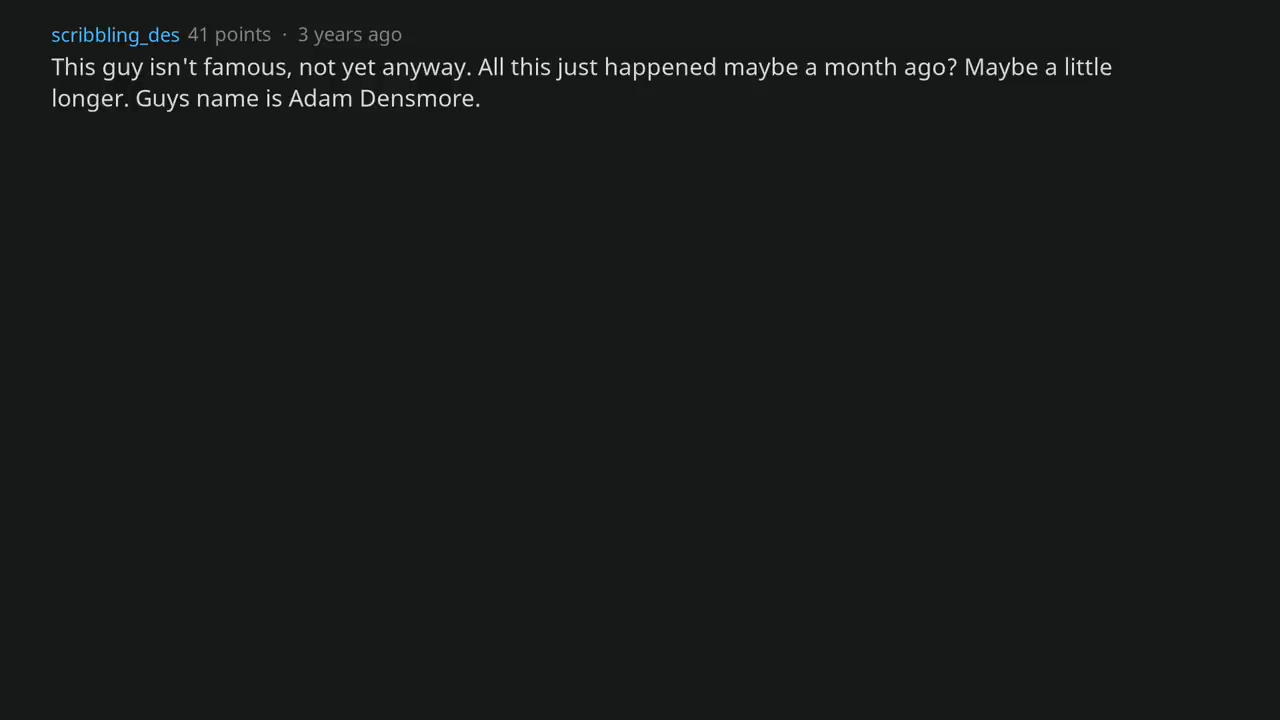 scribbling_des 41 points · 3 years ago
This guy isn't famous, not yet anyway. All this just happened maybe a month ago? Maybe a little
longer. Guys name is Adam Densmore.